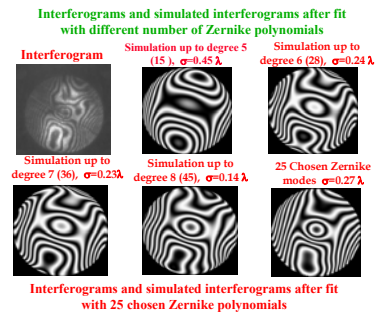 Interferograms and simulated interferograms after fit
with different number of Zernike polynomials
Interferogram
Simulation up to degree 5
(15 ), σ=0.45 λ
Simulation up to
degree 6 (28), σ=0.24 λ
Simulation up to
degree 7 (36), σ=0.23λ
Simulation up to
degree 8 (45), σ=0.14 λ
25 Chosen Zernike
modes σ=0.27 λ
Interferograms and simulated interferograms after fit
with 25 chosen Zernike polynomials